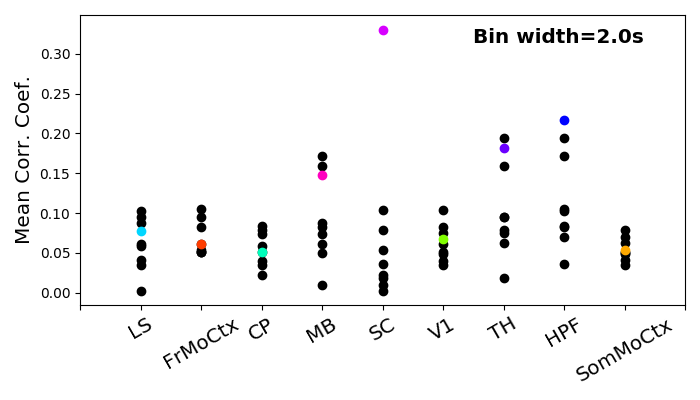 Bin width=2.0s
Mean Corr. Coef.
0.30
0.25
0.20
0.15
0.10
0.05
0.00
LS
FrMoCtx
CP
MB
SC
V1
TH
HPF
SomMoCtx